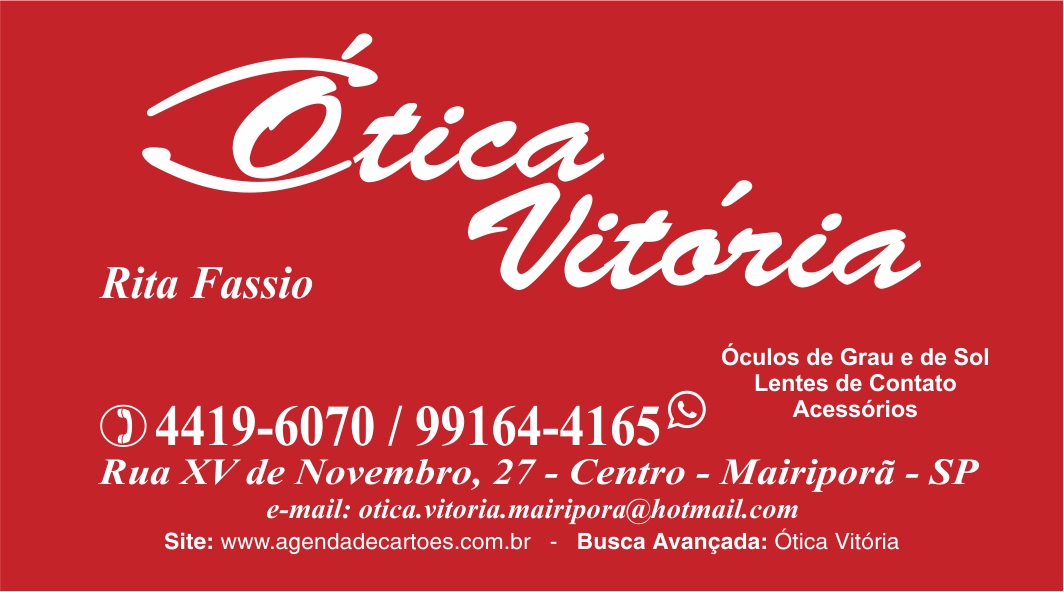 Ótica
Vitória
Rita Fassio
Óculos de Grau e de Sol
Lentes de Contato
Acessórios
4419-6070 / 99164-4165
Rua XV de Novembro, 27 - Centro - Mairiporã - SP
e-mail: otica.vitoria.mairipora@hotmail.com
Site: www.agendadecartoes.com.br - Busca Avançada: Ótica Vitória